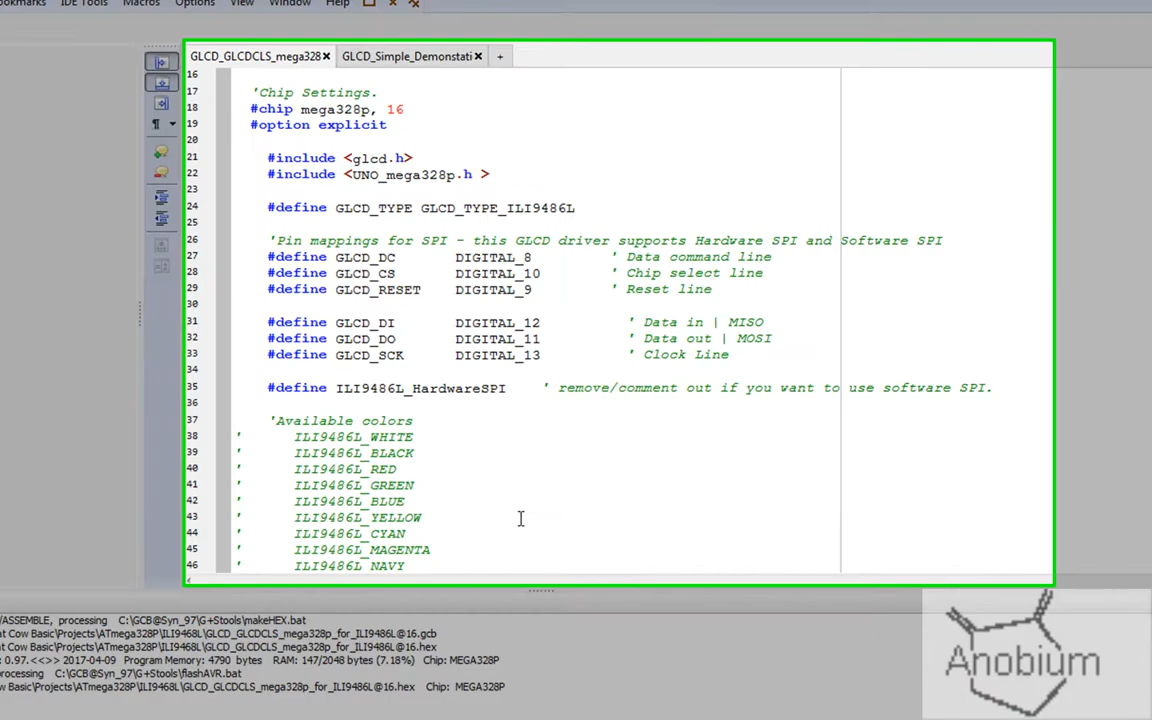 ookmarks IDE Tools Macros Options View Window Help
GLCD_GLCDCLS_mega328 GLCD_Simple_Demonstati +
16
17 'Chip Settings.
18 #chip mega328p, 16
19 #option explicit
20
21 #include <glcd.h>
22 #include <UNO_mega328p.h >
23
24 #define GLCD_TYPE GLCD_TYPE_ILI9486L
25
26 'Pin mappings for SPI - this GLCD driver supports Hardware SPI and Software SPI
27 #define GLCD_DC DIGITAL_8 ' Data command line
28 #define GLCD_CS DIGITAL_10 ' Chip select line
29 #define GLCD_RESET DIGITAL_9 ' Reset line
30
31 #define GLCD_DI DIGITAL_12 ' Data in | MISO
32 #define GLCD_DO DIGITAL_11 ' Data out | MOSI
33 #define GLCD_SCK DIGITAL_13 ' Clock Line
34
35 #define ILI9486L_HardwareSPI ' remove/comment out if you want to use software SPI.
36
37 'Available colors
38 ' ILI9486L_WHITE
39 ' ILI9486L_BLACK
40 ' ILI9486L_RED
41 ' ILI9486L_GREEN
42 ' ILI9486L_BLUE
43 ' ILI9486L_YELLOW
44 ' ILI9486L_CYAN
45 ' ILI9486L_MAGENTA
46 ' ILI9486L_NAVY
/ASSEMBLE, processing C:\GCB@Syn_97\G+Stools\makeHEX.bat
at Cow Basic\Projects\ATmega328P\ILI9468L\GLCD_GLCDCLS_mega328p_for_ILI9486L@16.gcb
at Cow Basic\Projects\ATmega328P\ILI9468L\GLCD_GLCDCLS_mega328p_for_ILI9486L@16.hex
: 0.97.<<>> 2017-04-09 Program Memory: 4790 bytes RAM: 147/2048 bytes (7.18%) Chip: MEGA328P
rocessing C:\GCB@Syn_97\G+Stools\flashAVR.bat
ow Basic\Projects\ATmega328P\ILI9468L\GLCD_GLCDCLS_mega328p_for_ILI9486L@16.hex Chip: MEGA328P
Anobium